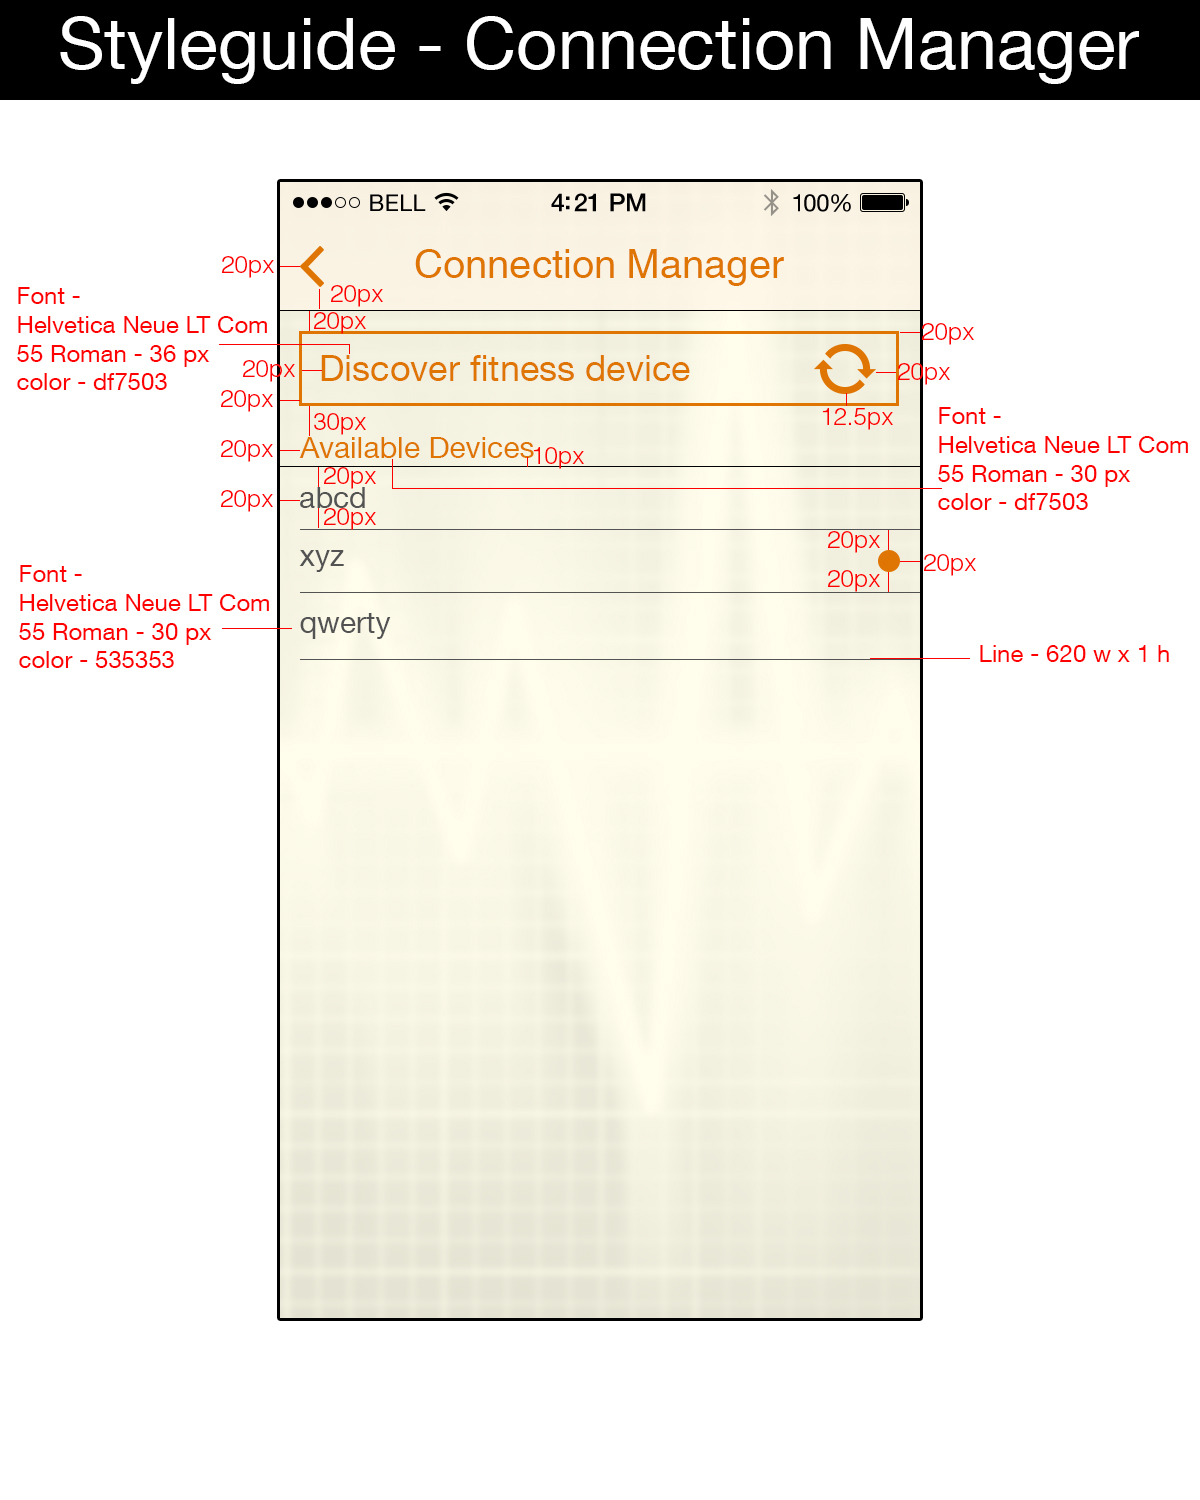 Styleguide - Connection Manager
BELL 4:21 PM 100%
20px Connection Manager
20px
Font -
Helvetica Neue LT Com
55 Roman - 36 px
color - df7503
20px
20px
20px Discover fitness device 20px
20px
12.5px
30px
20px Available Devices 10px
Font -
Helvetica Neue LT Com
55 Roman - 30 px
color - df7503
20px
20px abcd
20px
20px
xyz 20px
20px
Font -
Helvetica Neue LT Com
55 Roman - 30 px
color - 535353
qwerty
Line - 620 w x 1 h